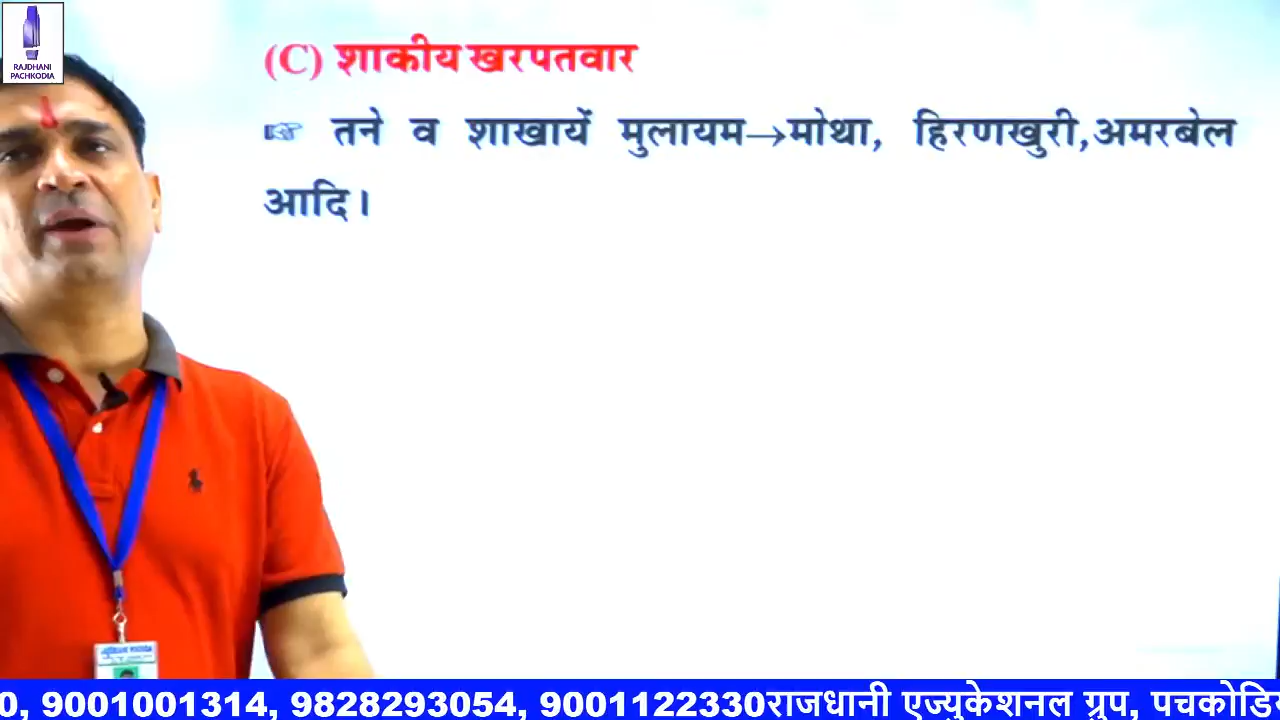 RAJDHANI
PACHKODIA
(C) शाकीय खरपतवार
☞ तने व शाखायें मुलायम→मोथा, हिरणखुरी,अमरबेल
आदि।
0, 9001001314, 9828293054, 9001122330राजधानी एज्युकेशनल ग्रुप, पचकोडि